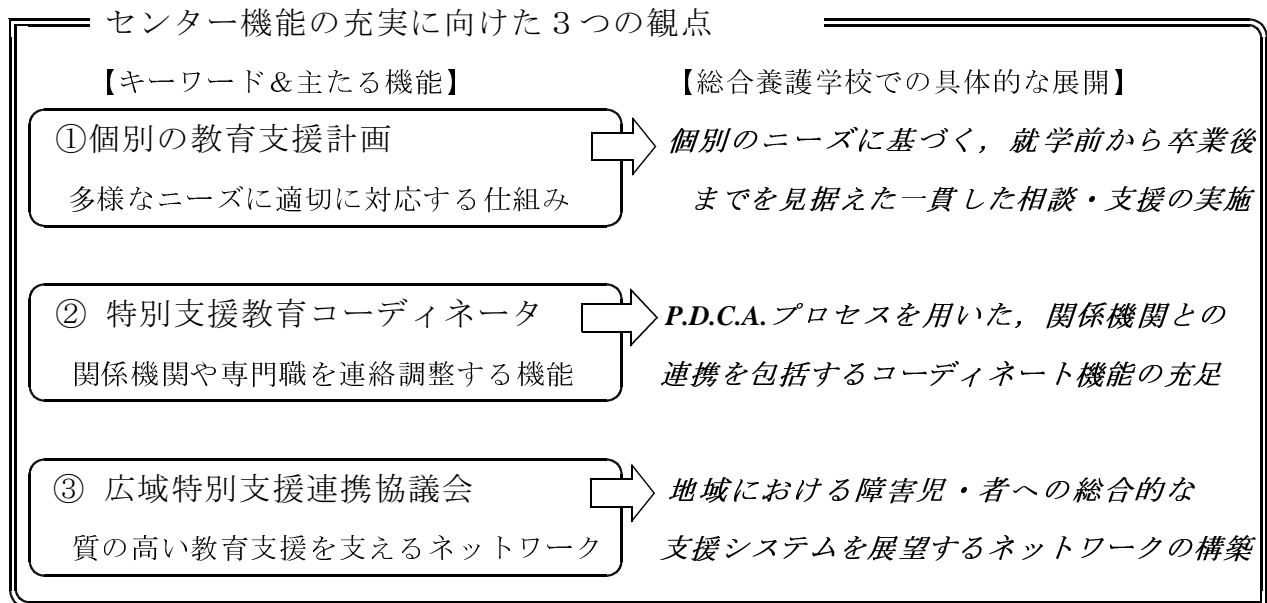 センター機能の充実に向けた３つの観点
【キーワード＆主たる機能】
【総合養護学校での具体的な展開】
①個別の教育支援計画
多様なニーズに適切に対応する仕組み
個別のニーズに基づく，就学前から卒業後
までを見据えた一貫した相談・支援の実施
② 特別支援教育コーディネータ
関係機関や専門職を連絡調整する機能
P.D.C.A.プロセスを用いた，関係機関との
連携を包括するコーディネート機能の充足
③ 広域特別支援連携協議会
質の高い教育支援を支えるネットワーク
地域における障害児・者への総合的な
支援システムを展望するネットワークの構築